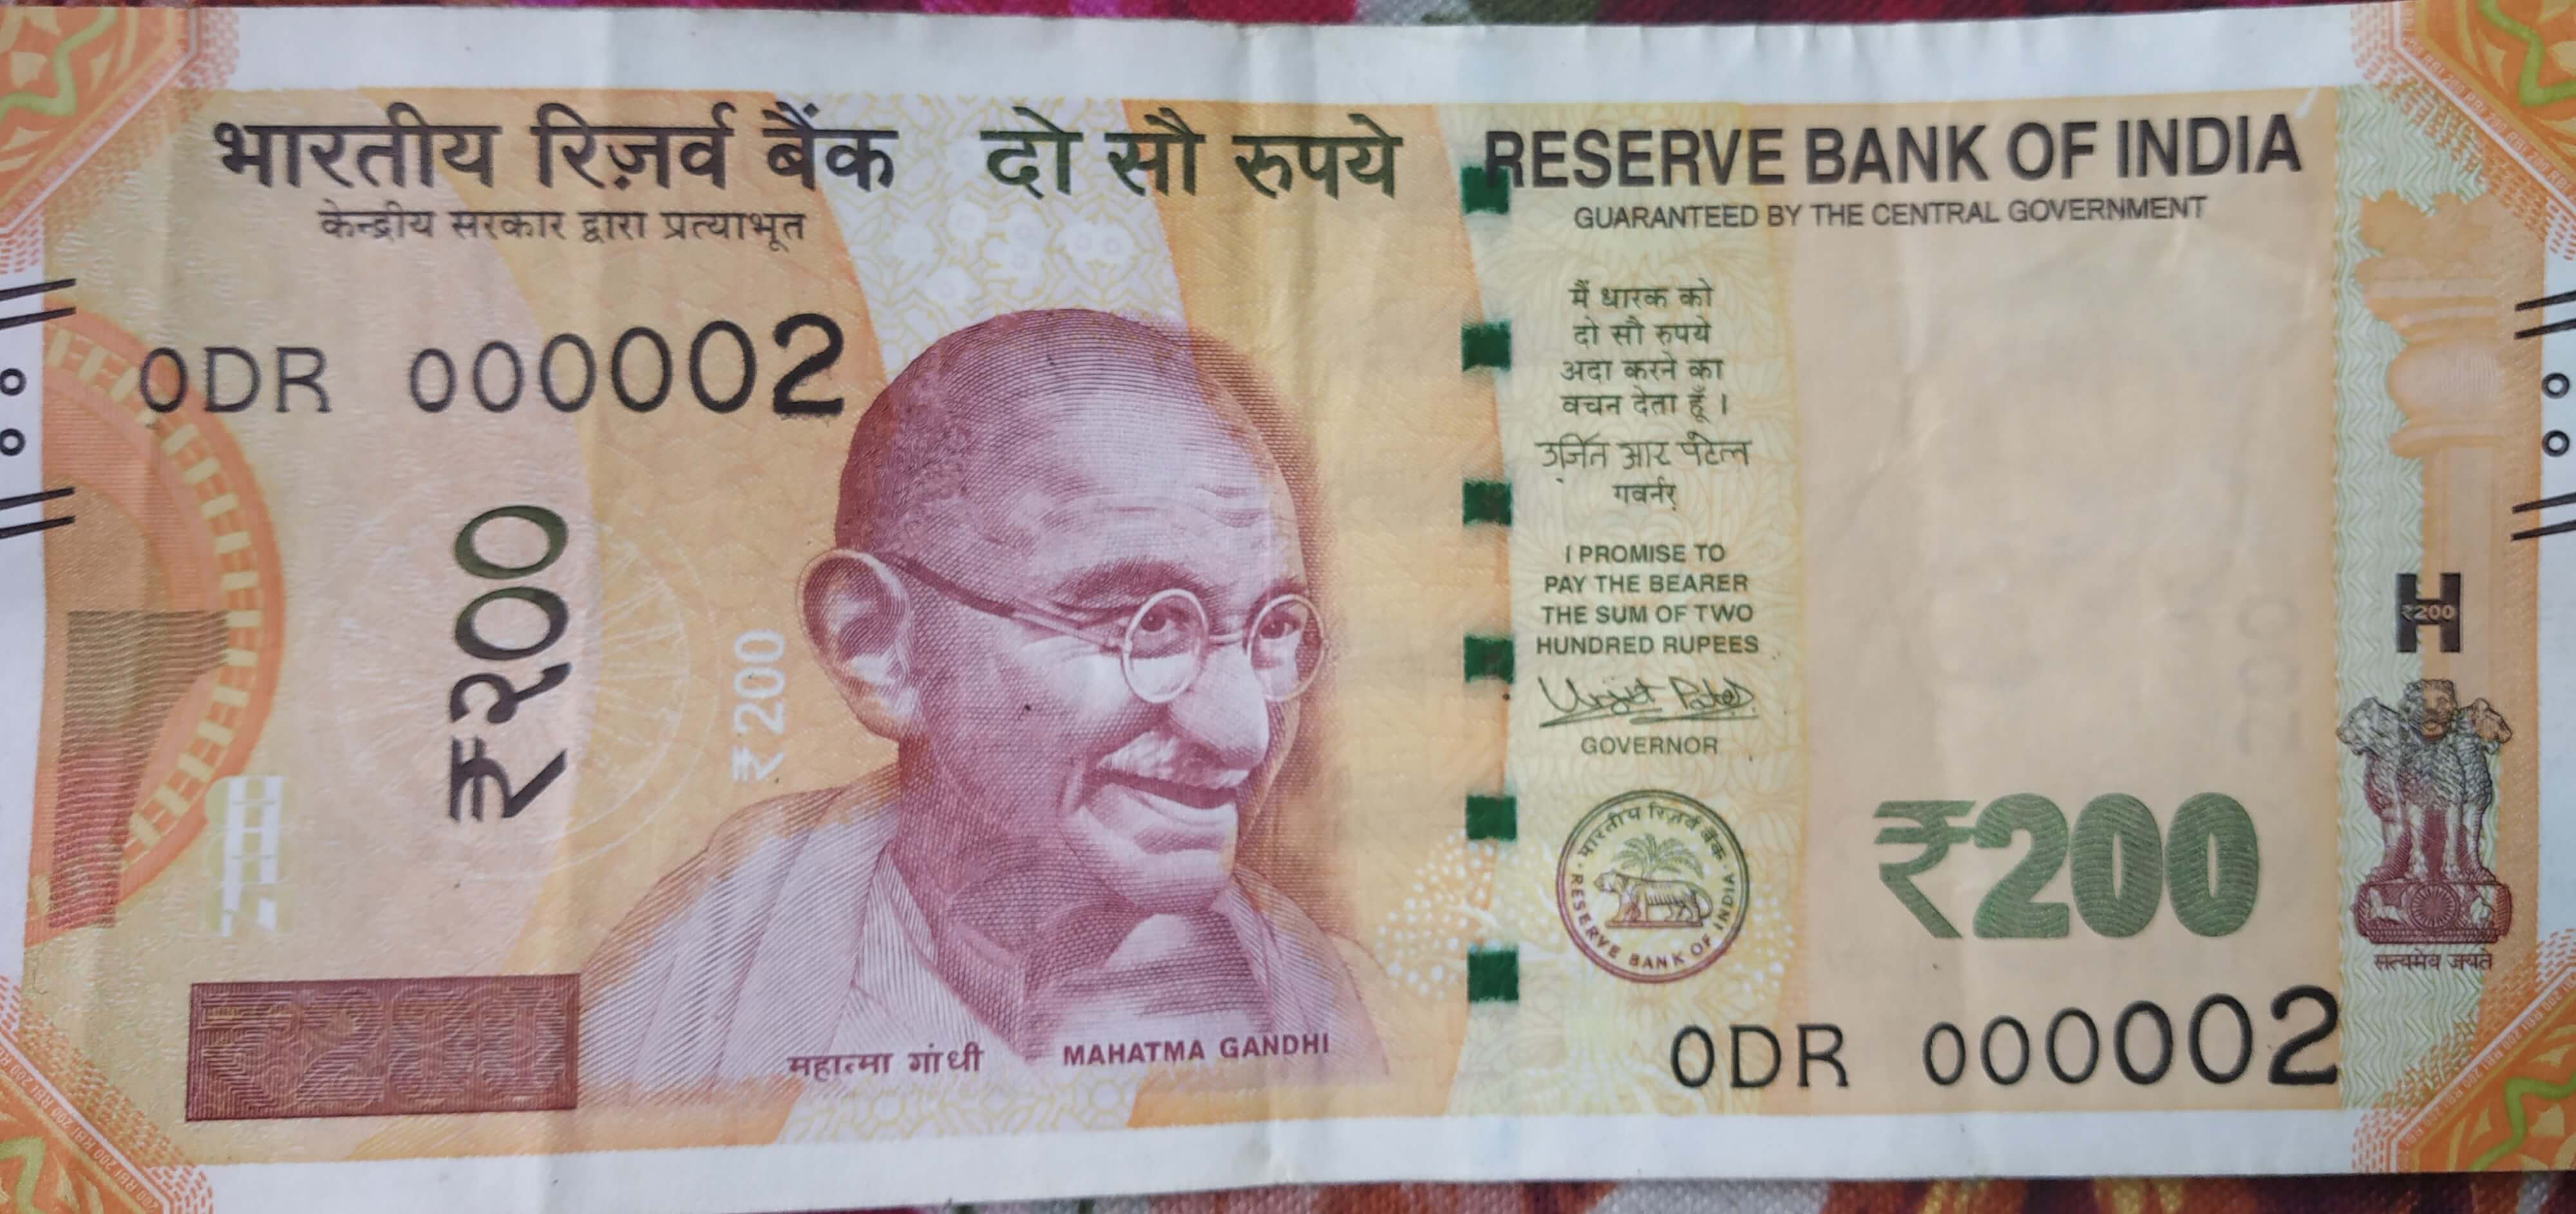 भारतीय रिज़र्व बैंक दो सौ रुपये RESERVE BANK OF INDIA
केन्द्रीय सरकार द्वारा प्रत्याभूत
GUARANTEED BY THE CENTRAL GOVERNMENT
0DR 000002
₹२००
₹200
मैं धारक को
दो सौ रुपये
अदा करने का
वचन देता हूँ।
उर्जित आर पटेल
गवर्नर
I PROMISE TO
PAY THE BEARER
THE SUM OF TWO
HUNDRED RUPEES
Urjit Patel
GOVERNOR
भारतीय रिज़र्व बैंक
RESERVE BANK OF INDIA
₹200
H
₹200
सत्यमेव जयते
महात्मा गांधी MAHATMA GANDHI
0DR 000002